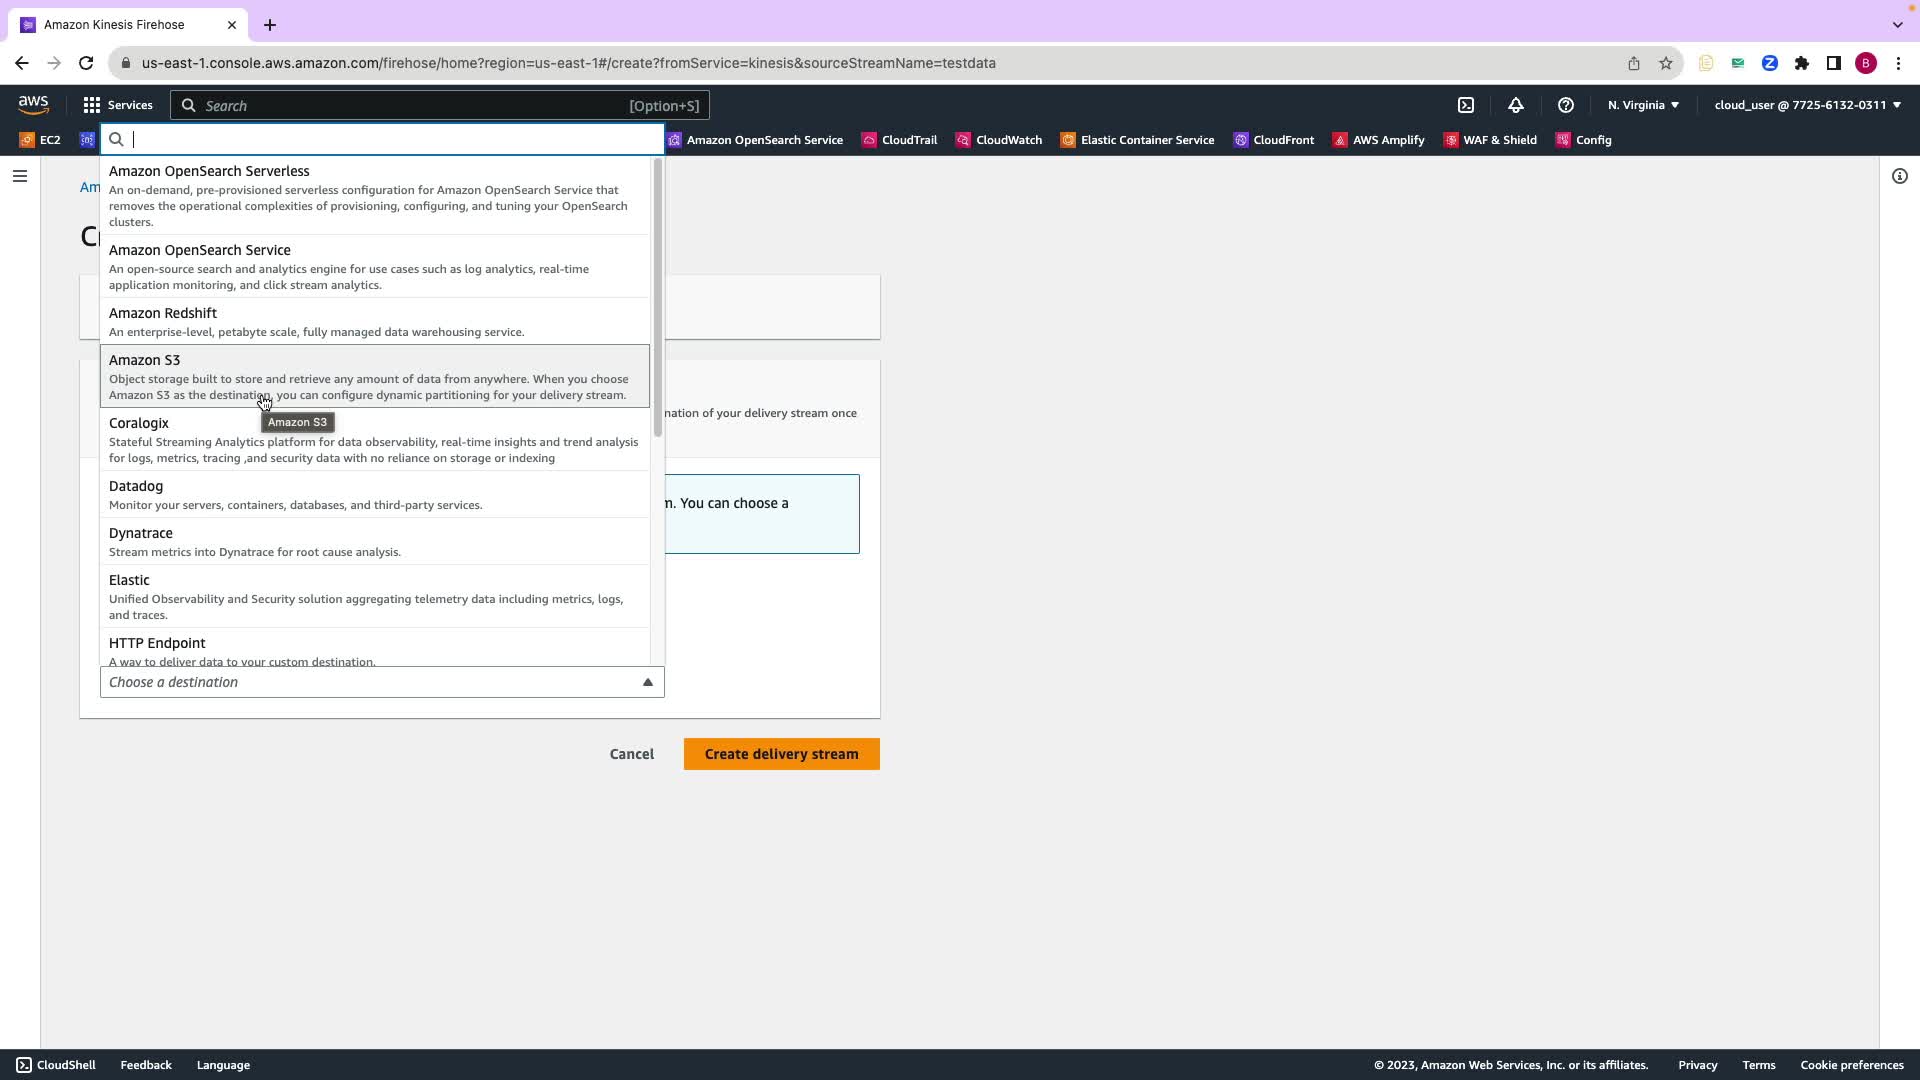 Amazon Kinesis Firehose
us-east-1.console.aws.amazon.com/firehose/home?region=us-east-1#/create?fromService=kinesis&sourceStreamName=testdata
B
aws
Services
Search
[Option+S]
N. Virginia
cloud_user @ 7725-6132-0311
EC2
Amazon OpenSearch Service
CloudTrail
CloudWatch
Elastic Container Service
CloudFront
AWS Amplify
WAF & Shield
Config
Am
Amazon OpenSearch Serverless
An on-demand, pre-provisioned serverless configuration for Amazon OpenSearch Service that
removes the operational complexities of provisioning, configuring, and tuning your OpenSearch
clusters.
Amazon OpenSearch Service
An open-source search and analytics engine for use cases such as log analytics, real-time
application monitoring, and click stream analytics.
Amazon Redshift
An enterprise-level, petabyte scale, fully managed data warehousing service.
Amazon S3
Object storage built to store and retrieve any amount of data from anywhere. When you choose
Amazon S3 as the destination, you can configure dynamic partitioning for your delivery stream.
nation of your delivery stream once
Amazon S3
Coralogix
Stateful Streaming Analytics platform for data observability, real-time insights and trend analysis
for logs, metrics, tracing ,and security data with no reliance on storage or indexing
Datadog
Monitor your servers, containers, databases, and third-party services.
m. You can choose a
Dynatrace
Stream metrics into Dynatrace for root cause analysis.
Elastic
Unified Observability and Security solution aggregating telemetry data including metrics, logs,
and traces.
HTTP Endpoint
A way to deliver data to your custom destination.
Choose a destination
Cancel
Create delivery stream
CloudShell
Feedback
Language
© 2023, Amazon Web Services, Inc. or its affiliates.
Privacy
Terms
Cookie preferences